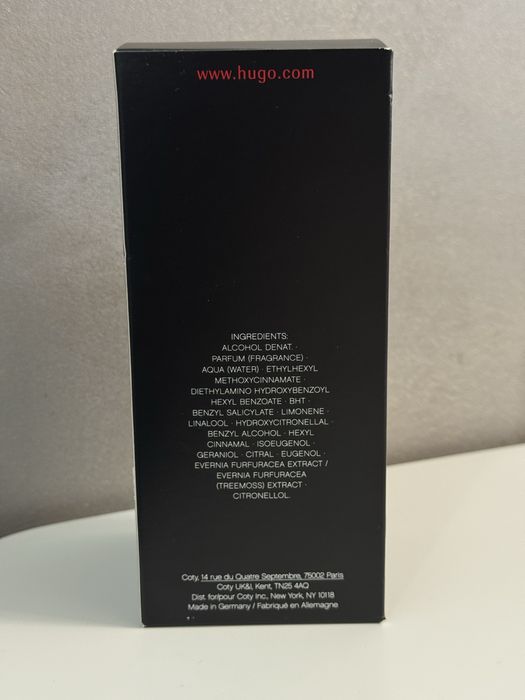 www.hugo.com
INGREDIENTS:
ALCOHOL DENAT. ·
PARFUM (FRAGRANCE) ·
AQUA (WATER) · ETHYLHEXYL
METHOXYCINNAMATE ·
DIETHYLAMINO HYDROXYBENZOYL
HEXYL BENZOATE · BHT ·
BENZYL SALICYLATE · LIMONENE ·
LINALOOL · HYDROXYCITRONELLAL ·
BENZYL ALCOHOL · HEXYL
CINNAMAL · ISOEUGENOL ·
GERANIOL · CITRAL · EUGENOL ·
EVERNIA FURFURACEA EXTRACT /
EVERNIA FURFURACEA
(TREEMOSS) EXTRACT ·
CITRONELLOL.
Coty, 14 rue du Quatre Septembre, 75002 Paris
Coty UK&I, Kent, TN25 4AQ
Dist. for/pour Coty Inc., New York, NY 10118
Made in Germany / Fabriqué en Allemagne